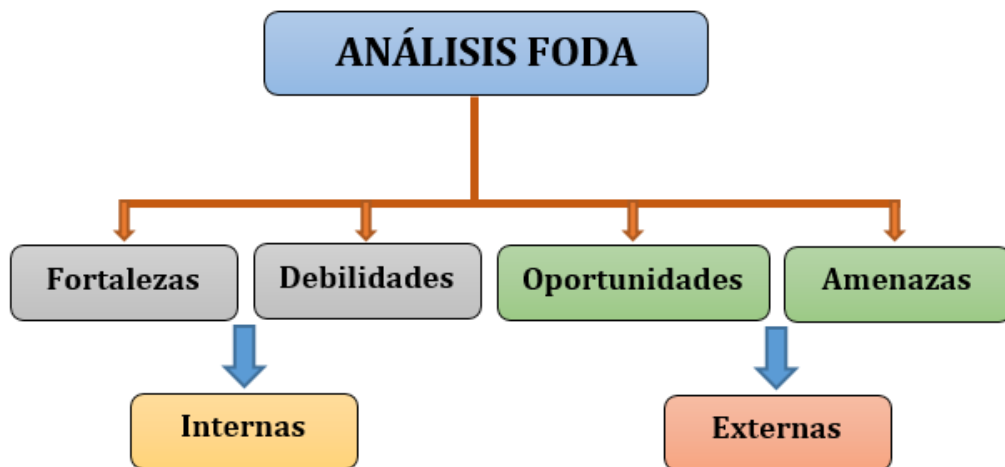 ANÁLISIS FODA
Fortalezas
Debilidades
Oportunidades
Amenazas
Internas
Externas